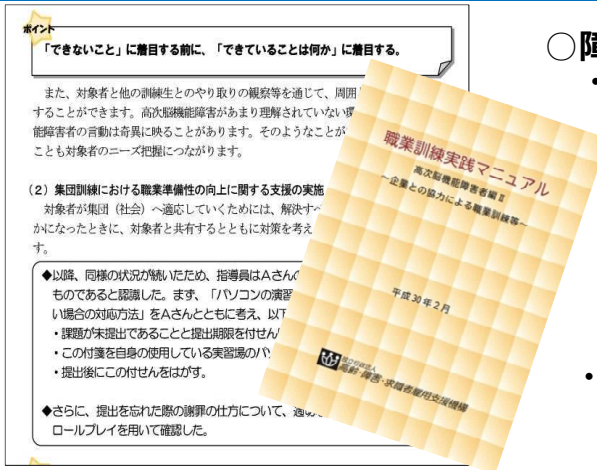 ポイント
「できないこと」に着目する前に、「できていることは何か」に着目する。
また、対象者と他の訓練生とのやり取りの観察等を通じて、周囲
することができます。高次脳機能障害があまり理解されていない
能障害者の言動は奇異に映ることがあります。そのようなことが
ことも対象者のニーズ把握につながります。
（2）集団訓練における職業準備性の向上に関する支援の実施
対象者が集団（社会）へ適応していくためには、解決す
かになったときに、対象者と共有するとともに対策を考え
す。
◆以降、同様の状況が続いたため、指導員はAさんの
ものであると認識した。まず、「パソコンの演習
い場合の対応方法」をAさんとともに考え、以下
・課題が未提出であることと提出期限を付せん
・この付箋を自身の使用している実習場のパ
・提出後にこの付せんをはがす。
◆さらに、提出を忘れた際の謝罪の仕方について、
ロールプレイを用いて確認した。
職業訓練実践マニュアル
高次脳機能障害者編Ⅱ
～企業との協力による職業訓練等～
平成30年2月
独立行政法人
高齢・障害・求職者雇用支援機構
○障
・
・